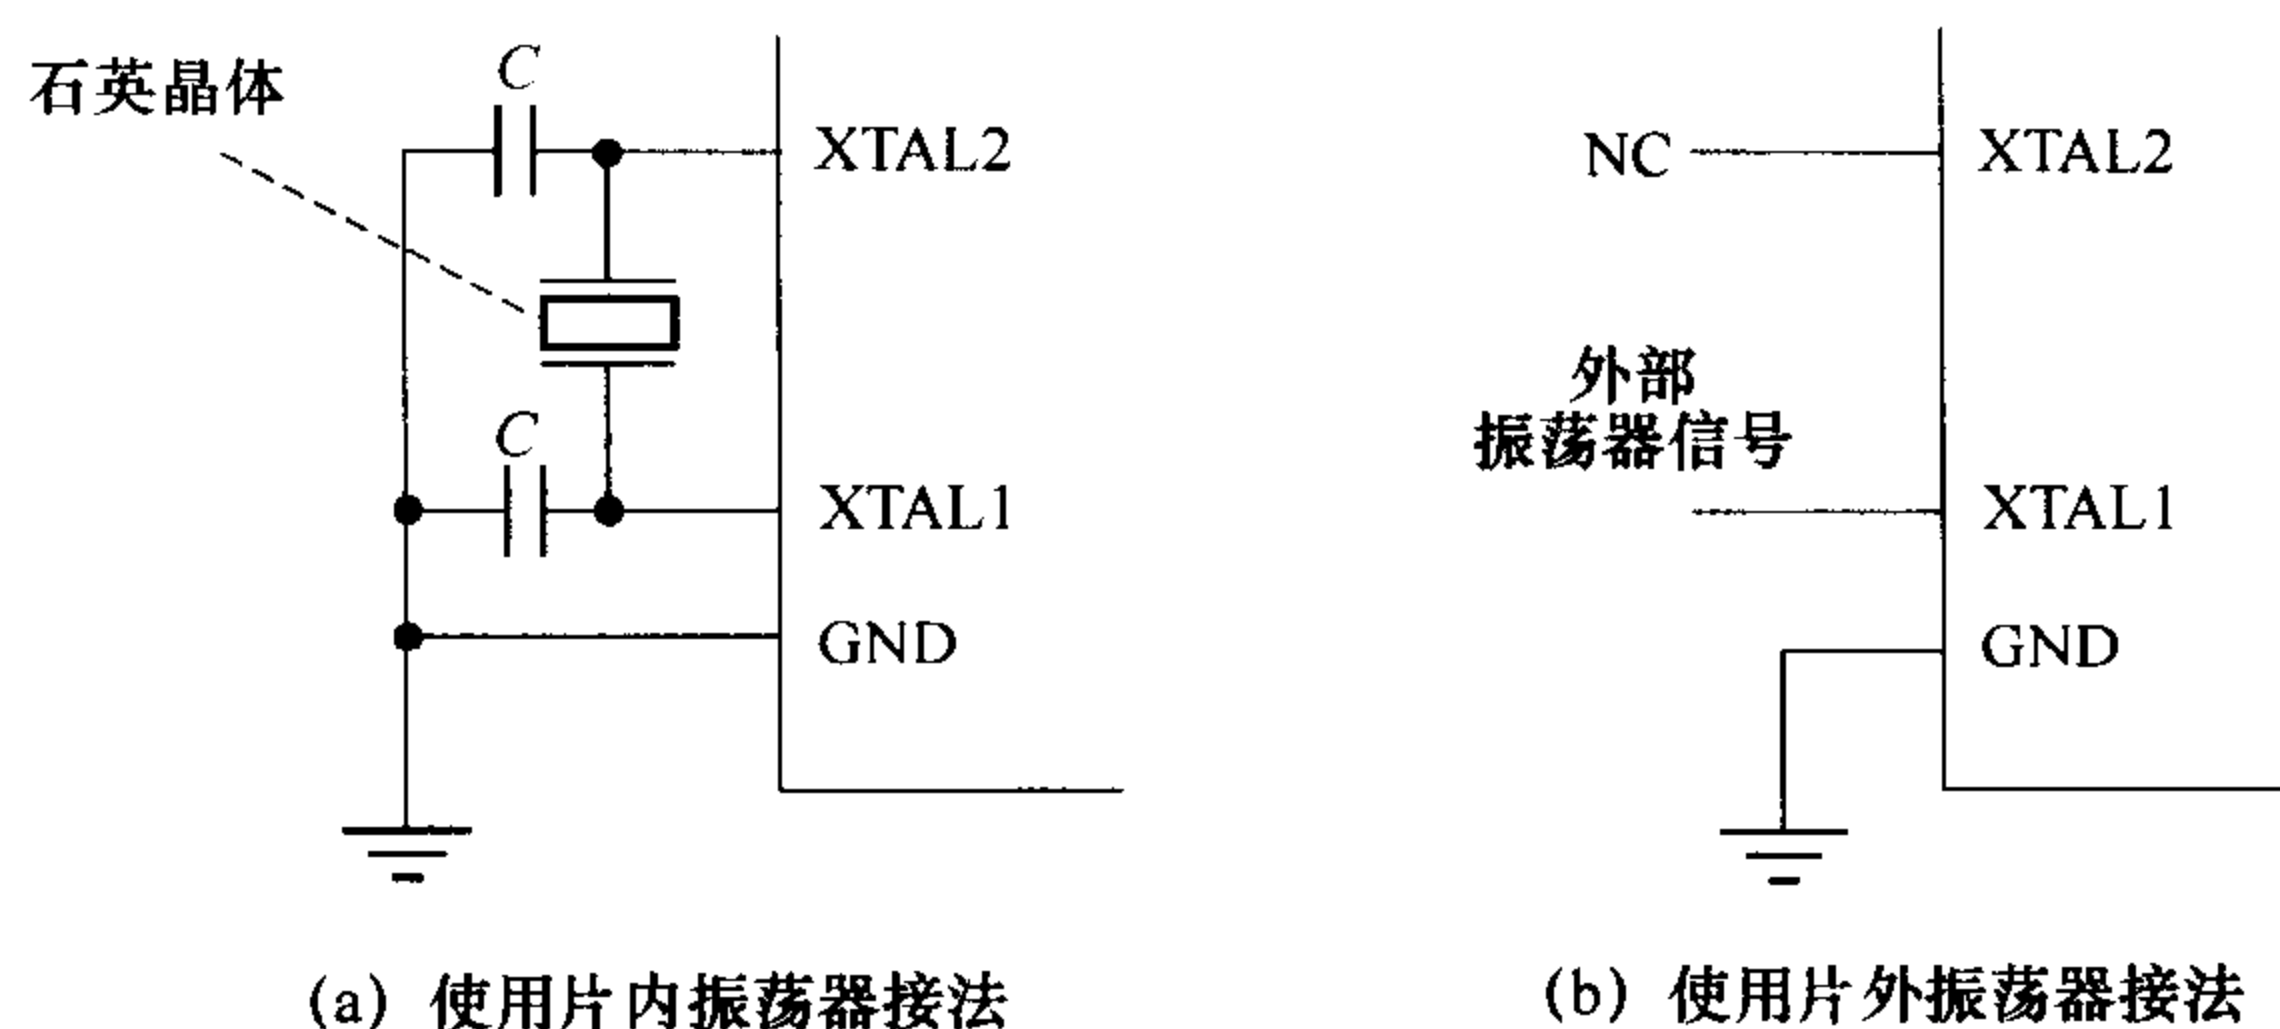 石英晶体
C
XTAL2
C
XTAL1
GND
(a) 使用片内振荡器接法
NC
XTAL2
外部
振荡器信号
XTAL1
GND
(b) 使用片外振荡器接法